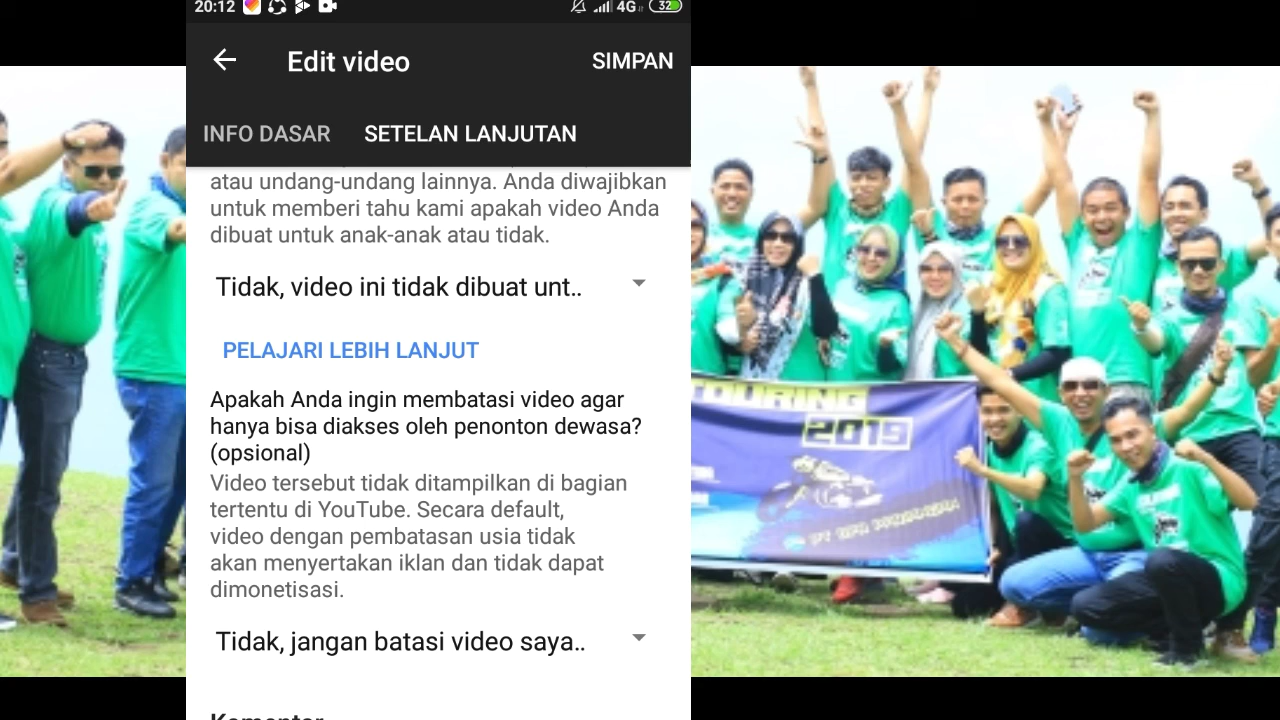 20:12
4G
32
Edit video
SIMPAN
INFO DASAR
SETELAN LANJUTAN
atau undang-undang lainnya. Anda diwajibkan
untuk memberi tahu kami apakah video Anda
dibuat untuk anak-anak atau tidak.
Tidak, video ini tidak dibuat unt..
PELAJARI LEBIH LANJUT
Apakah Anda ingin membatasi video agar
hanya bisa diakses oleh penonton dewasa?
(opsional)
Video tersebut tidak ditampilkan di bagian
tertentu di YouTube. Secara default,
video dengan pembatasan usia tidak
akan menyertakan iklan dan tidak dapat
dimonetisasi.
Tidak, jangan batasi video saya..
Komentar
TOURING
2019